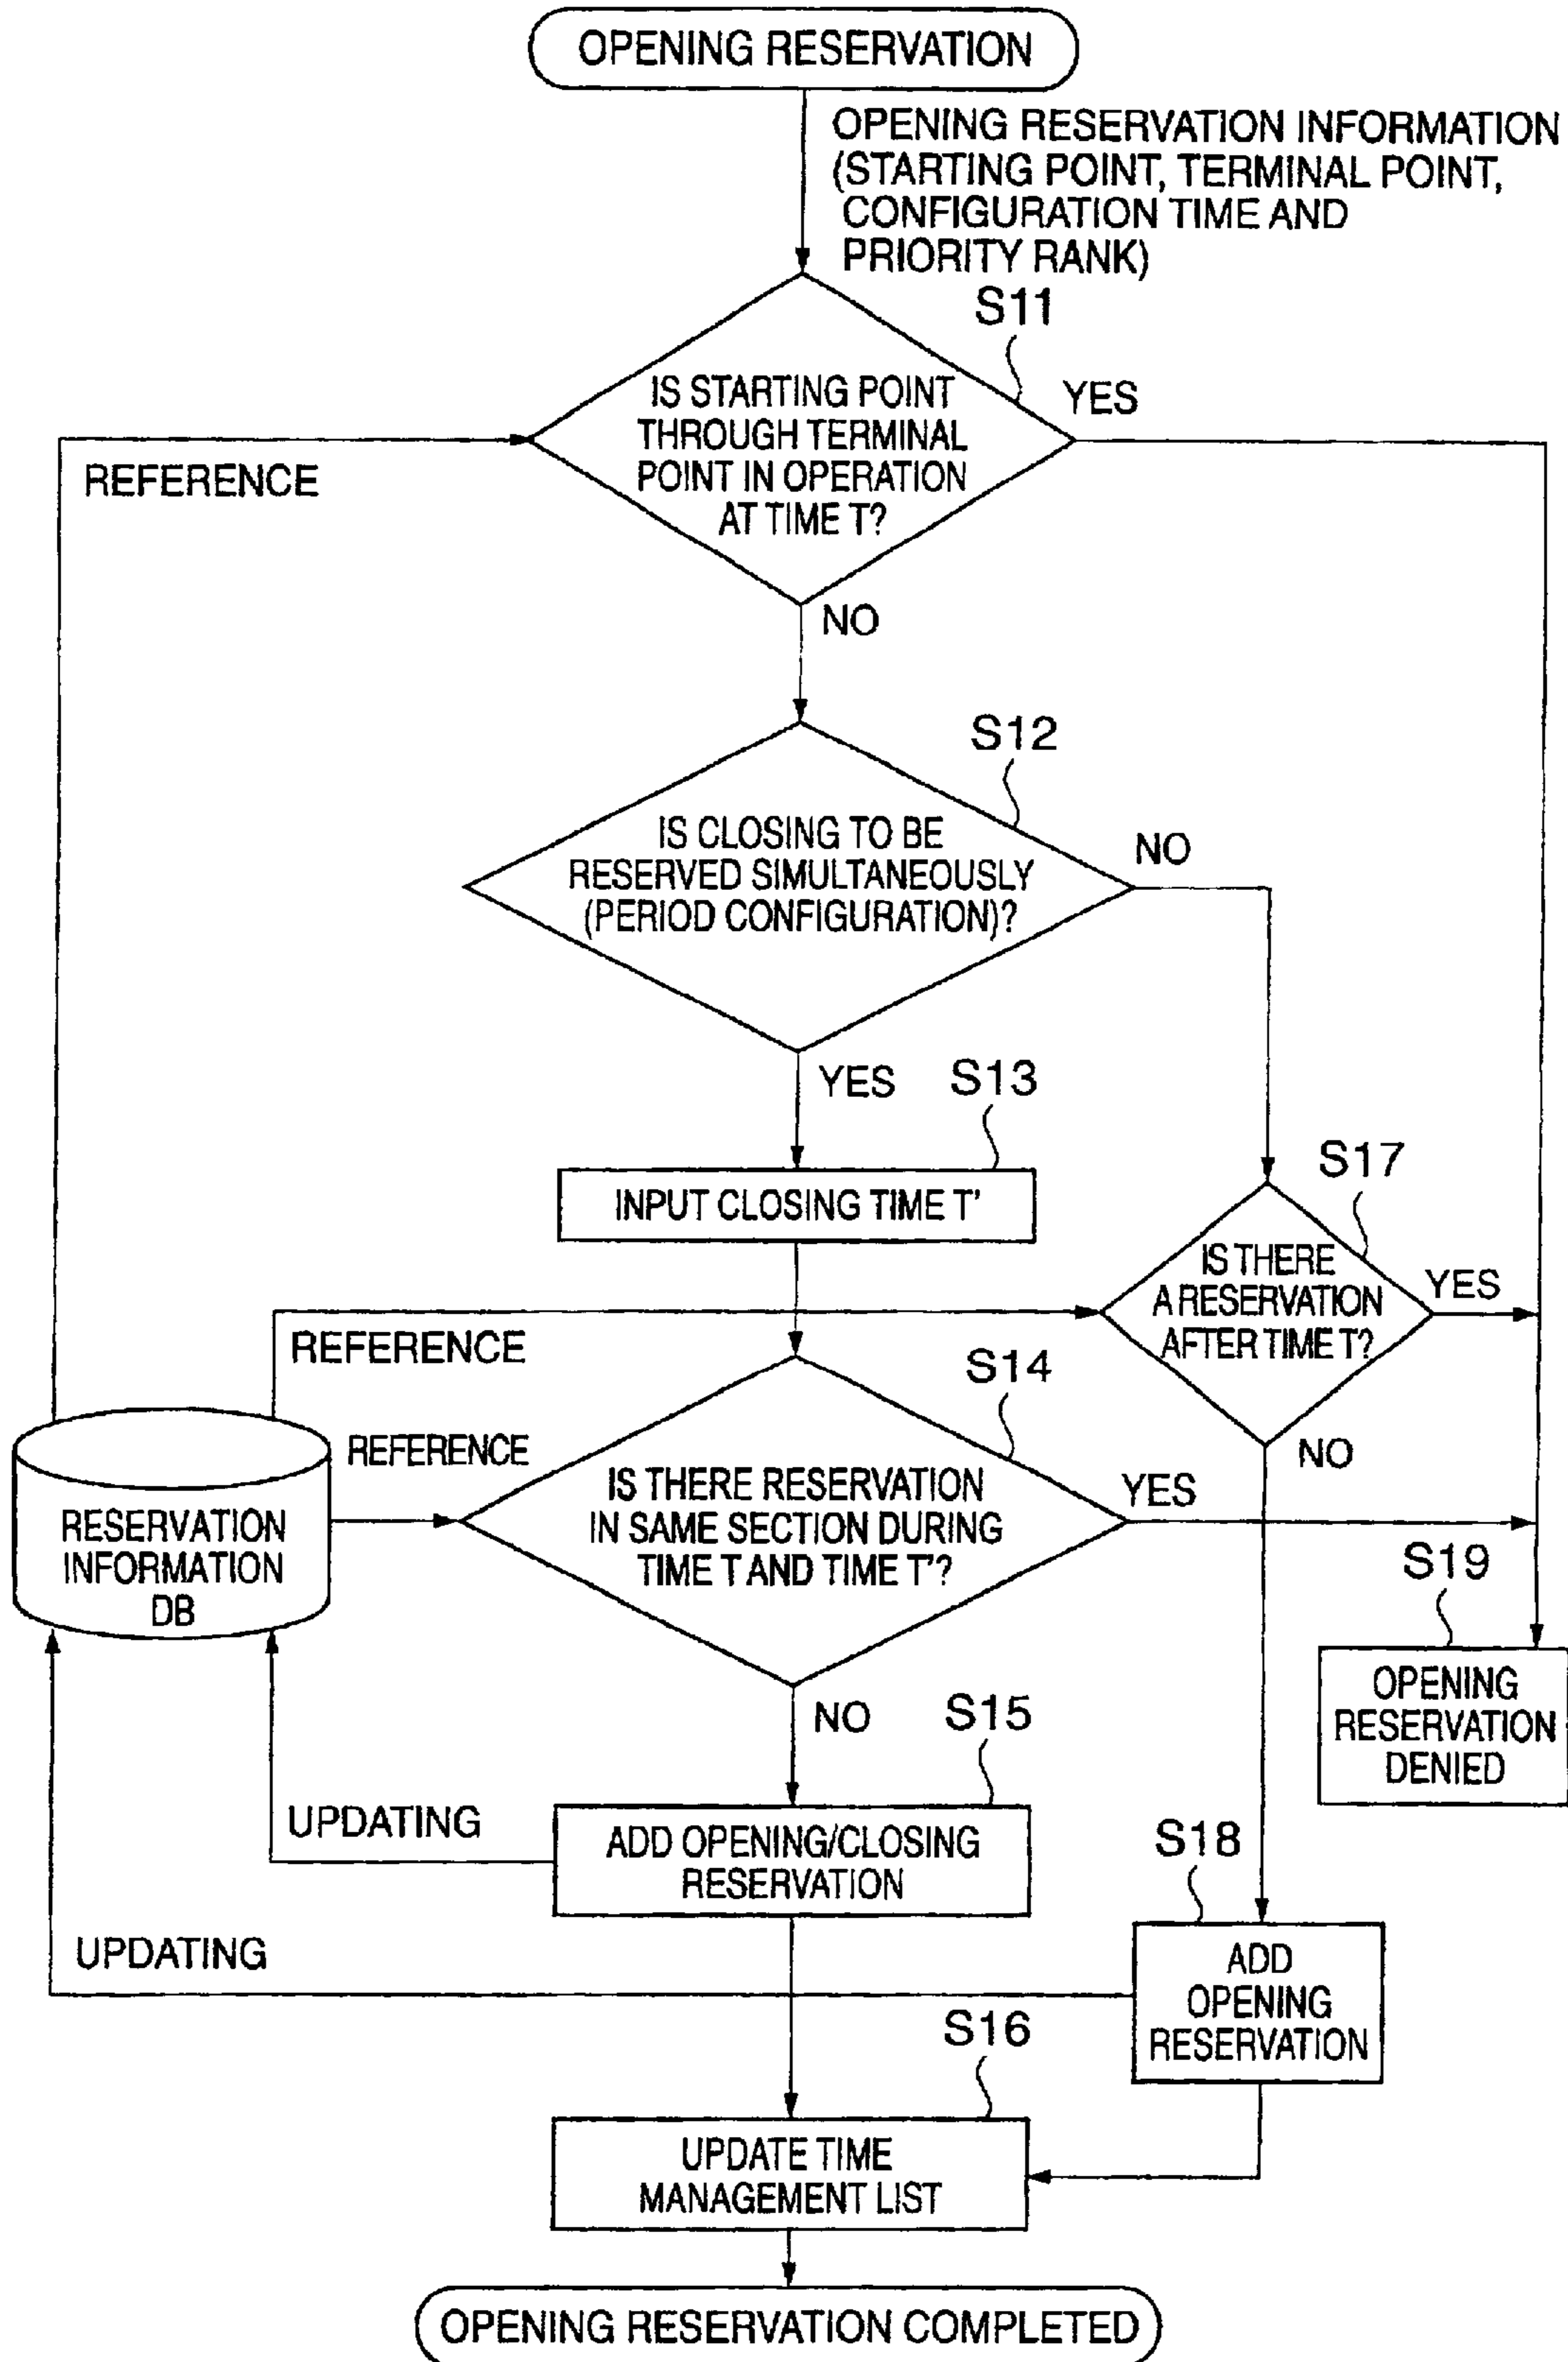 OPENING RESERVATION
OPENING RESERVATION INFORMATION
(STARTING POINT, TERMINAL POINT,
CONFIGURATION TIME AND
PRIORITY RANK)
S11
IS STARTING POINT
THROUGH TERMINAL
POINT IN OPERATION
AT TIME T?
YES
REFERENCE
NO
S12
IS CLOSING TO BE
RESERVED SIMULTANEOUSLY
(PERIOD CONFIGURATION)?
NO
YES
S13
INPUT CLOSING TIME T'
S17
IS THERE
A RESERVATION
AFTER TIME T?
YES
REFERENCE
NO
S14
REFERENCE
IS THERE RESERVATION
IN SAME SECTION DURING
TIME T AND TIME T'?
YES
RESERVATION
INFORMATION
DB
NO
S19
OPENING
RESERVATION
DENIED
S15
UPDATING
ADD OPENING/CLOSING
RESERVATION
S18
UPDATING
ADD
OPENING
RESERVATION
S16
UPDATE TIME
MANAGEMENT LIST
OPENING RESERVATION COMPLETED